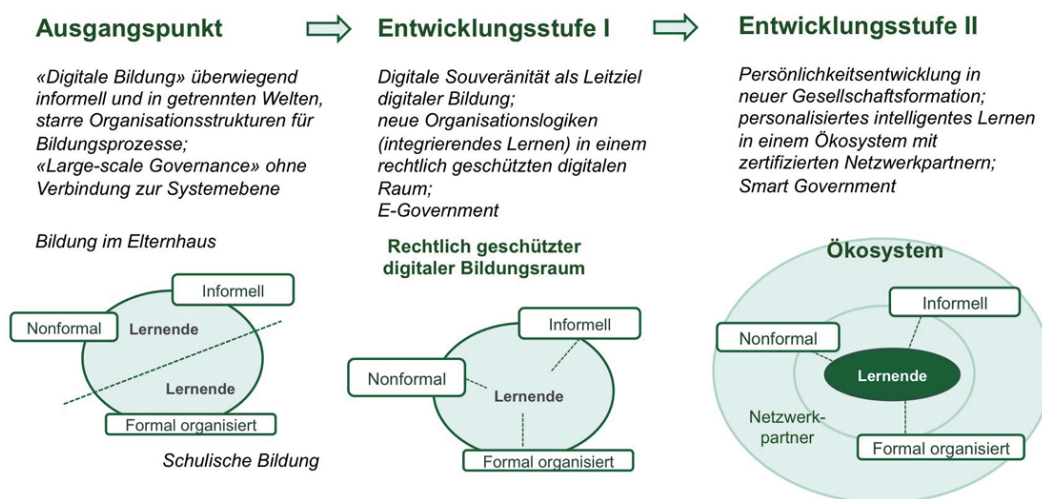 Ausgangspunkt
«Digitale Bildung» überwiegend
informell und in getrennten Welten,
starre Organisationsstrukturen für
Bildungsprozesse;
«Large-scale Governance» ohne
Verbindung zur Systemebene
Bildung im Elternhaus
Informell
Nonformal
Lernende
Lernende
Formal organisiert
Schulische Bildung
Entwicklungsstufe I
Digitale Souveränität als Leitziel
digitaler Bildung;
neue Organisationslogiken
(integrierendes Lernen) in einem
rechtlich geschützten digitalen
Raum;
E-Government
Rechtlich geschützter
digitaler Bildungsraum
Informell
Nonformal
Lernende
Formal organisiert
Entwicklungsstufe II
Persönlichkeitsentwicklung in
neuer Gesellschaftsformation;
personalisiertes intelligentes Lernen
in einem Ökosystem mit
zertifizierten Netzwerkpartnern;
Smart Government
Ökosystem
Informell
Nonformal
Lernende
Netzwerk-
partner
Formal organisiert